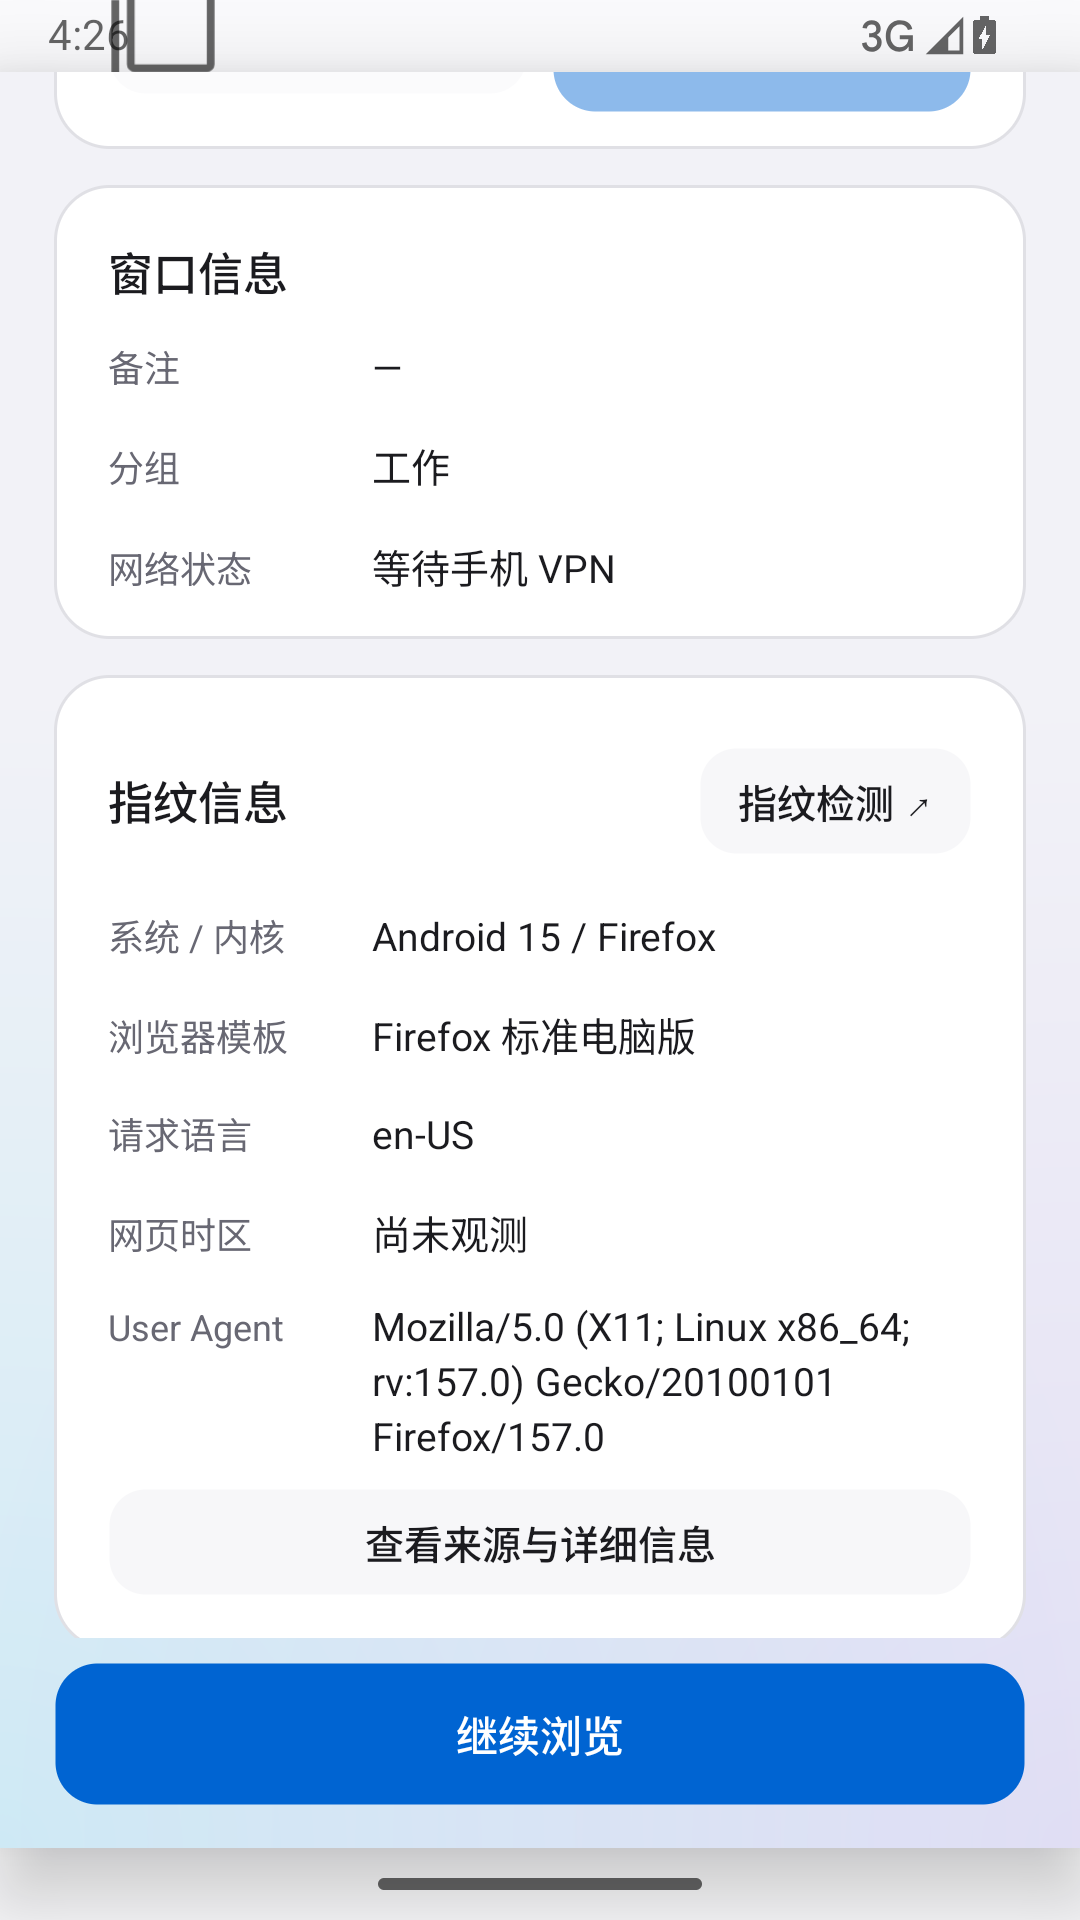 4:26
3G
窗口信息
备注 —
分组 工作
网络状态 等待手机 VPN
指纹信息
指纹检测 ↗
系统 / 内核 Android 15 / Firefox
浏览器模板 Firefox 标准电脑版
请求语言 en-US
网页时区 尚未观测
User Agent Mozilla/5.0 (X11; Linux x86_64;
rv:157.0) Gecko/20100101
Firefox/157.0
查看来源与详细信息
继续浏览